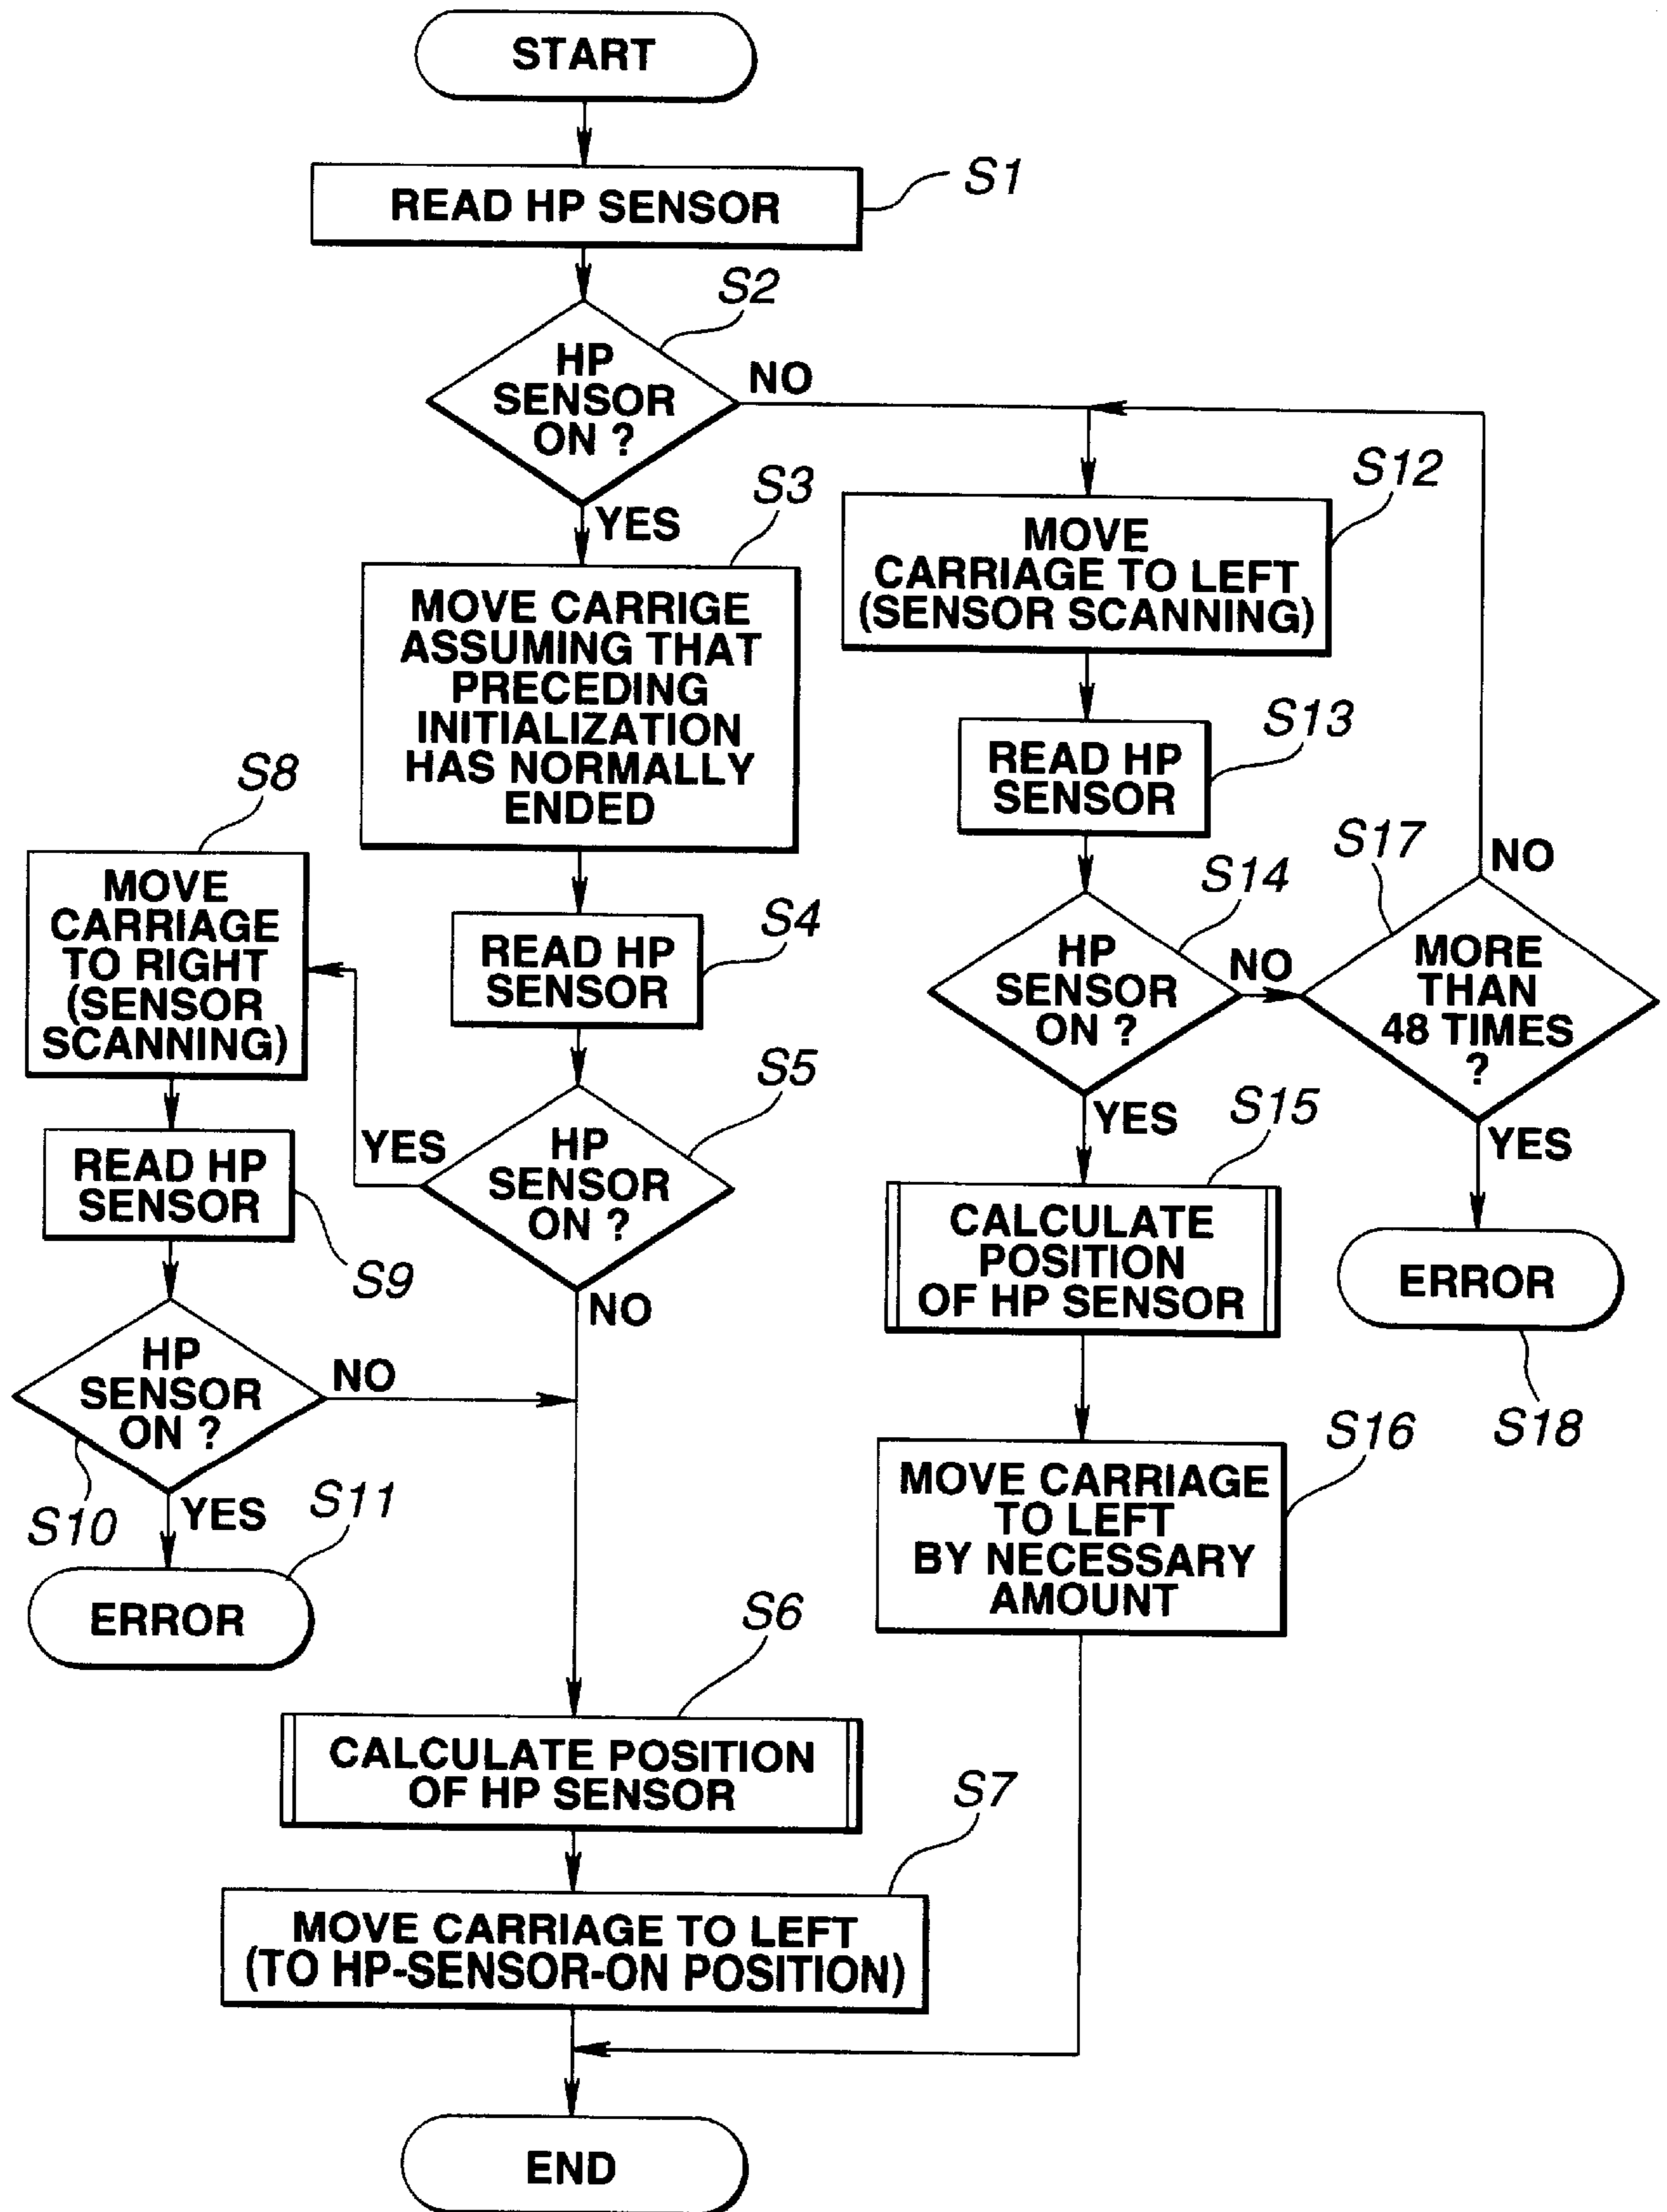 START
READ HP SENSOR
S1
HP
SENSOR
ON ?
S2
NO
YES
MOVE CARRIGE
ASSUMING THAT
PRECEDING
INITIALIZATION
HAS NORMALLY
ENDED
S3
READ HP
SENSOR
S4
HP
SENSOR
ON ?
S5
YES
NO
MOVE
CARRIAGE
TO RIGHT
(SENSOR
SCANNING)
S8
READ HP
SENSOR
S9
HP
SENSOR
ON ?
S10
NO
YES
ERROR
S11
CALCULATE POSITION
OF HP SENSOR
S6
MOVE CARRIAGE TO LEFT
(TO HP-SENSOR-ON POSITION)
S7
END
MOVE
CARRIAGE TO LEFT
(SENSOR SCANNING)
S12
READ HP
SENSOR
S13
HP
SENSOR
ON ?
S14
NO
YES
CALCULATE
POSITION
OF HP SENSOR
S15
MOVE CARRIAGE
TO LEFT
BY NECESSARY
AMOUNT
S16
MORE
THAN
48 TIMES
?
S17
NO
YES
ERROR
S18